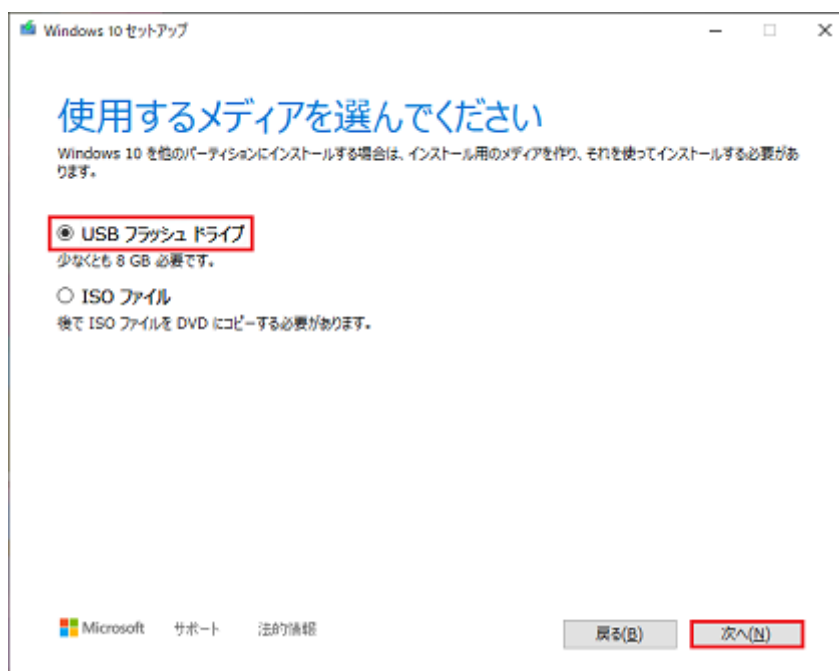 Windows 10 セットアップ
使用するメディアを選んでください
Windows 10 を他のパーティションにインストールする場合は、インストール用のメディアを作り、それを使ってインストールする必要があ
ります。
USB フラッシュ ドライブ
少なくとも 8 GB 必要です。
ISO ファイル
後で ISO ファイルを DVD にコピーする必要があります。
Microsoft サポート 法的情報 戻る(B) 次へ(N)